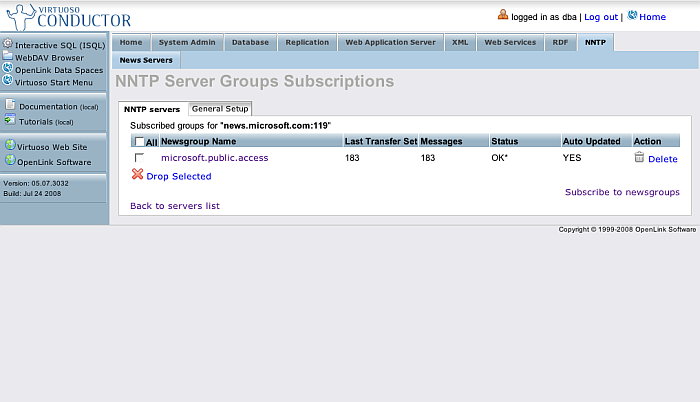 VIRTUOSO
CONDUCTOR
logged in as dba | Log out | Home
Interactive SQL (ISQL)
WebDAV Browser
OpenLink Data Spaces
Virtuoso Start Menu
Documentation (local)
Tutorials (local)
Virtuoso Web Site
OpenLink Software
Version: 05.07.3032
Build: Jul 24 2008
Home System Admin Database Replication Web Application Server XML Web Services RDF NNTP
News Servers
NNTP Server Groups Subscriptions
NNTP servers General Setup
Subscribed groups for "news.microsoft.com:119"
All Newsgroup Name Last Transfer Set Messages Status Auto Updated Action
microsoft.public.access 183 183 OK* YES Delete
Drop Selected
Subscribe to newsgroups
Back to servers list
Copyright © 1999-2008 OpenLink Software